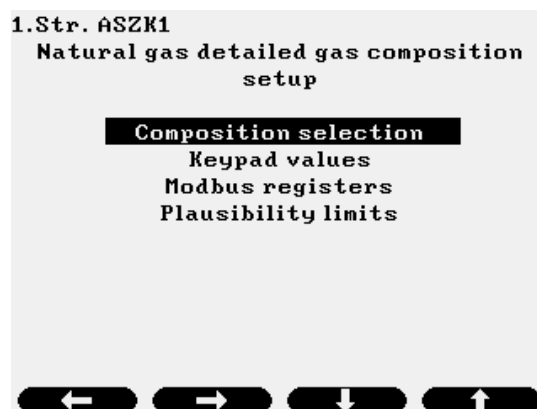 1.Str. ASZK1
Natural gas detailed gas composition
setup
Composition selection
Keypad values
Modbus registers
Plausibility limits